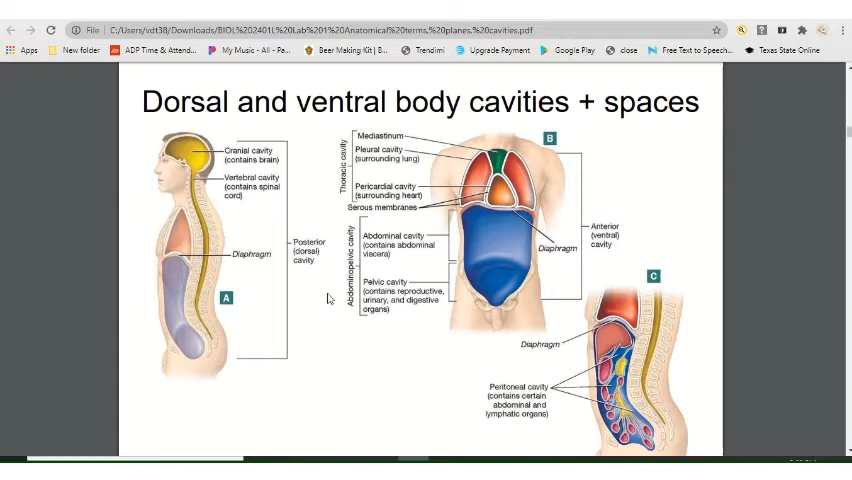 File | C:/Users/vdt38/Downloads/BIOL%202401L%20Lab%201%20Anatomical%20terms,%20planes,%20cavities.pdf
Apps New folder ADP Time & Attend... My Music - All - Pa... Beer Making Kit | B... Trendimi Upgrade Payment Google Play close Free Text to Speech... Texas State Online
Dorsal and ventral body cavities + spaces
Cranial cavity
(contains brain)
Vertebral cavity
(contains spinal
cord)
Diaphragm
Posterior
(dorsal)
cavity
A
Thoracic cavity
Mediastinum
Pleural cavity
(surrounding lung)
Pericardial cavity
(surrounding heart)
Serous membranes
Abdominopelvic cavity
Abdominal cavity
(contains abdominal
viscera)
Pelvic cavity
(contains reproductive,
urinary, and digestive
organs)
B
Diaphragm
Anterior
(ventral)
cavity
C
Diaphragm
Peritoneal cavity
(contains certain
abdominal and
lymphatic organs)